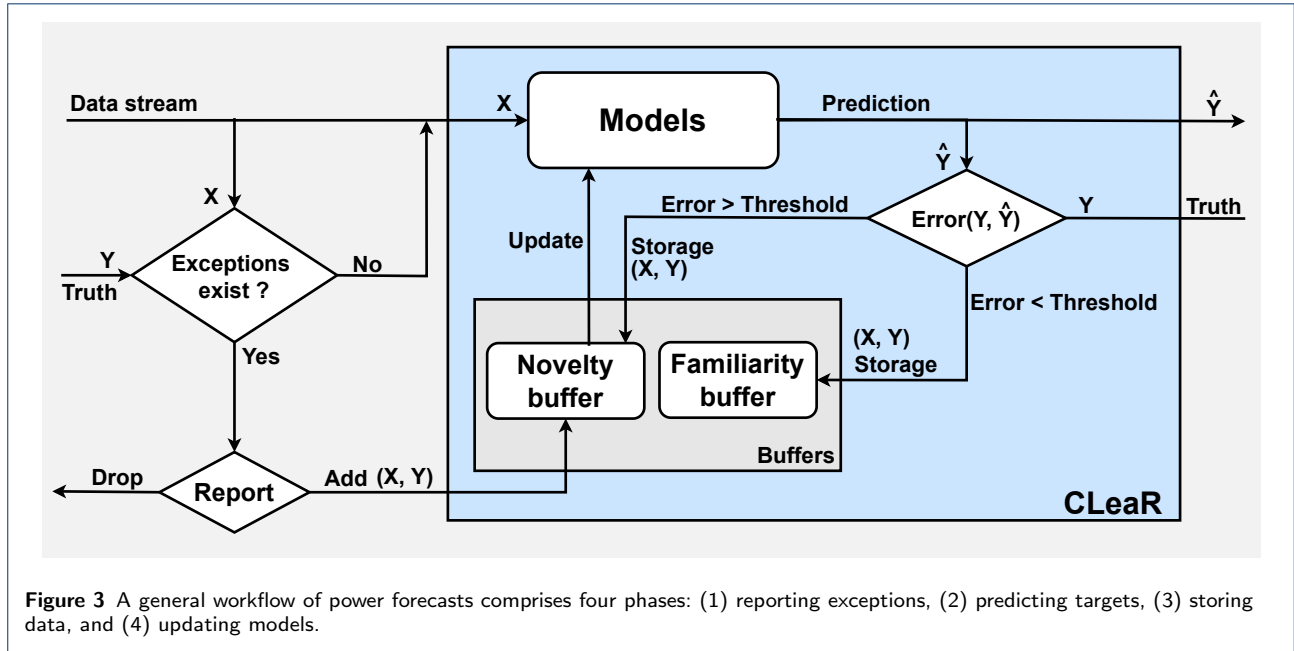 Data stream
X
Models
Prediction
Ŷ
X
Ŷ
Y
Truth
Exceptions
exist ?
No
Update
Error > Threshold
Storage
(X, Y)
Error(Y, Ŷ)
Y
Truth
Error < Threshold
(X, Y)
Storage
Yes
Novelty
buffer
Familiarity
buffer
Buffers
Drop
Report
Add (X, Y)
CLeaR
Figure 3 A general workflow of power forecasts comprises four phases: (1) reporting exceptions, (2) predicting targets, (3) storing
data, and (4) updating models.